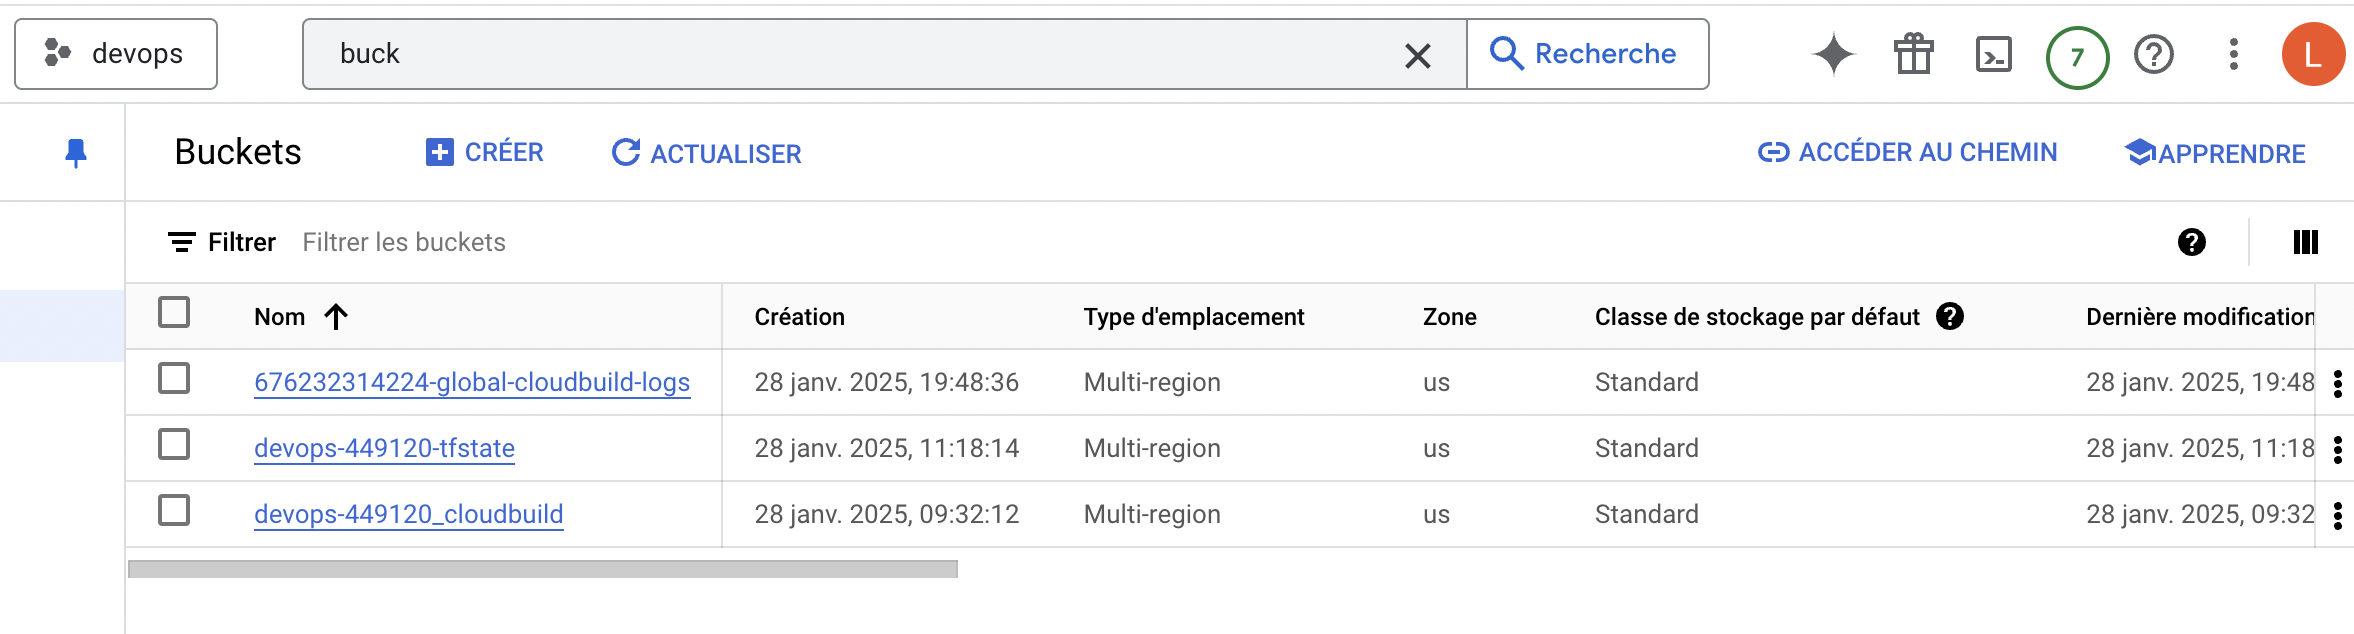 devops buck Recherche 7 L
Buckets CRÉER ACTUALISER ACCÉDER AU CHEMIN APPRENDRE
Filtrer Filtrer les buckets
Nom Création Type d'emplacement Zone Classe de stockage par défaut Dernière modification
676232314224-global-cloudbuild-logs 28 janv. 2025, 19:48:36 Multi-region us Standard 28 janv. 2025, 19:48
devops-449120-tfstate 28 janv. 2025, 11:18:14 Multi-region us Standard 28 janv. 2025, 11:18
devops-449120_cloudbuild 28 janv. 2025, 09:32:12 Multi-region us Standard 28 janv. 2025, 09:32